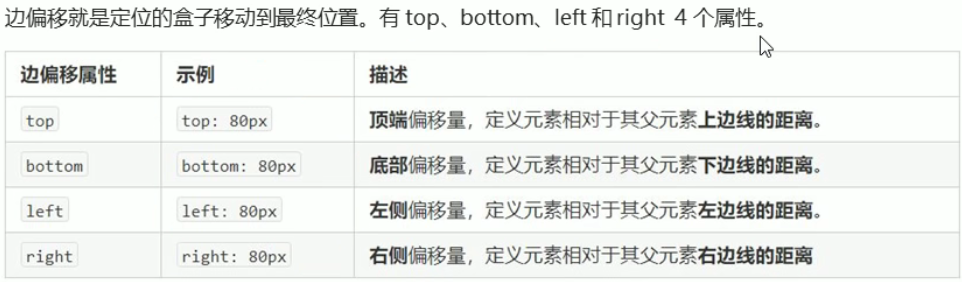 边偏移就是定位的盒子移动到最终位置。有 top、bottom、left 和 right 4 个属性。
边偏移属性 示例 描述
top top: 80px 顶端偏移量，定义元素相对于其父元素上边线的距离。
bottom bottom: 80px 底部偏移量，定义元素相对于其父元素下边线的距离。
left left: 80px 左侧偏移量，定义元素相对于其父元素左边线的距离。
right right: 80px 右侧偏移量，定义元素相对于其父元素右边线的距离